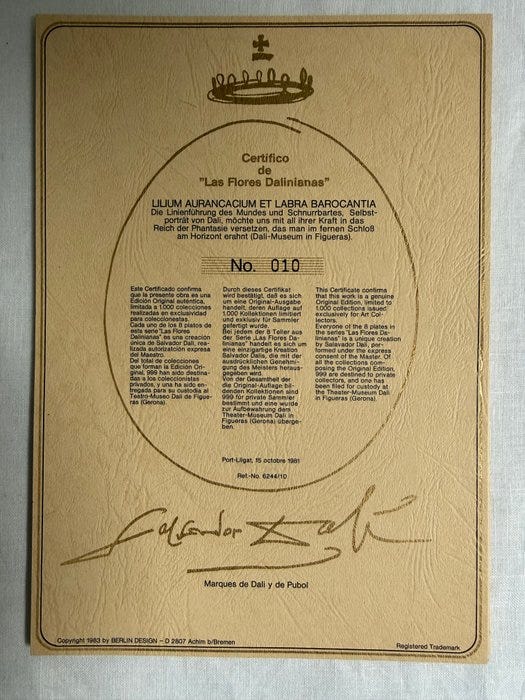 Certífico
de
"Las Flores Dalinianas"
LILIUM AURANCACIUM ET LABRA BAROCANTIA
Die Linienführung des Mundes und Schnurrbartes, Selbst-
porträt von Dali, möchte uns mit all ihrer Kraft in das
Reich der Phantasie versetzen, das man im fernen Schloß
am Horizont erahnt (Dali-Museum in Figueras).
No. 010
Este Certificado confirma
que la presente obra es una
Edición Original auténtica,
limitada a 1.000 colecciones
realizadas en exclusividad
para coleccionistas.
Cada uno de los 8 platos de
esta serie "Las Flores
Dalinianas" es una creación
única de Salvador Dalí, rea-
lizada autorización expresa
del Maestro.
Del total de colecciones
que forman la Edición Ori-
ginal, 999 han sido destina-
das a los coleccionistas
privados, y una ha sido en-
tregada para su custodia al
Teatro-Museo Dalí de Figue-
ras (Gerona).
Durch dieses Certifikat
wird bestätigt, daß es sich
um eine Original-Ausgabe
handelt, deren Auflage auf
1.000 Kollektionen limitiert
und exklusiv für Sammler
gefertigt wurde.
Bei jedem der 8 Teller aus
der Serie „Las Flores Da-
linianas" handelt es sich um
eine einzigartige Kreation
Salvador Dalís, die mit der
ausdrücklichen Genehmi-
gung des Meisters heraus-
gegeben wird.
Von der Gesamtheit der
die Original-Auflage bil-
denden Kollektionen sind
999 für private Sammler
bestimmt und eine wurde
zur Aufbewahrung dem
Theater-Museum Dali in
Figueras (Gerona) überge-
ben.
This Certificate confirms
that this work is a genuine
Original Edition, limited to
1.000 collections issued
exclusively for Art Col-
lectors.
Everyone of the 8 plates in
the series "Las Flores Da-
linianas" is a unique creation
by Salavador Dali, per-
formed under the express
consent of the Master. Of
all the collections com-
posing the Original Edition,
999 are destined to private
collectors, and one has
been filed for custody at
the Theater-Museum Dali
in Figueras (Gerona).
Port-Lligat, 15 octobre 1981
Ref.-No. 6244/10
Salvador Dalí
Marques de Dali y de Pubol
Copyright 1983 by BERLIN DESIGN – D 2807 Achim b/Bremen
Registered Trademark